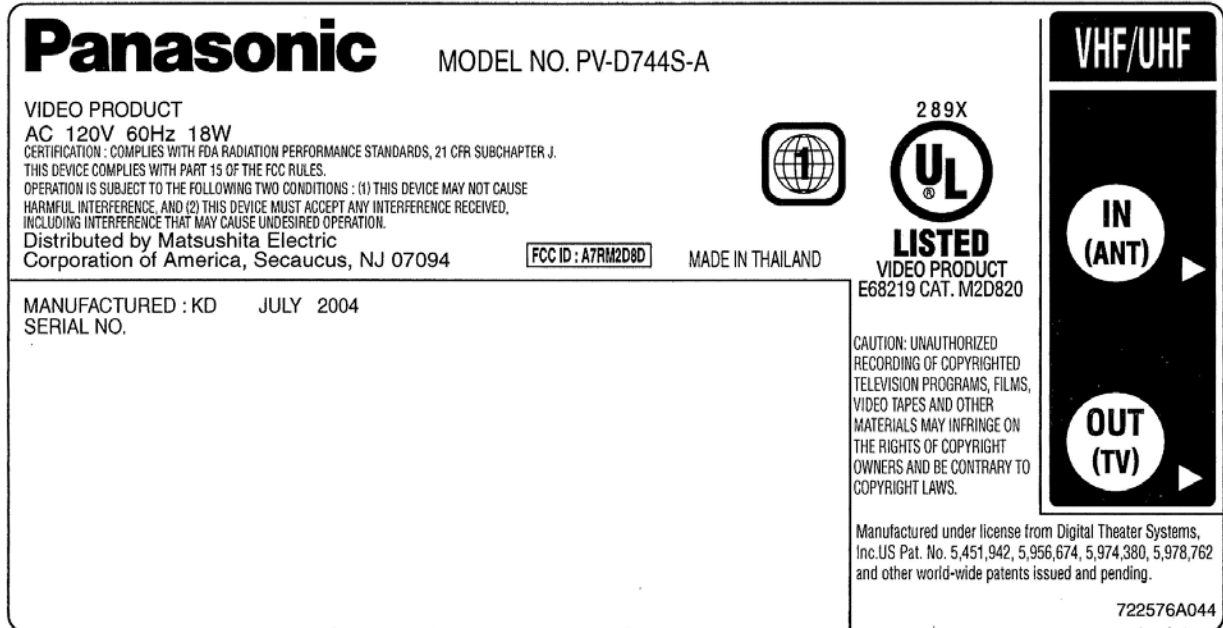 Panasonic MODEL NO. PV-D744S-A
VIDEO PRODUCT
AC 120V 60Hz 18W
CERTIFICATION : COMPLIES WITH FDA RADIATION PERFORMANCE STANDARDS, 21 CFR SUBCHAPTER J.
THIS DEVICE COMPLIES WITH PART 15 OF THE FCC RULES.
OPERATION IS SUBJECT TO THE FOLLOWING TWO CONDITIONS : (1) THIS DEVICE MAY NOT CAUSE
HARMFUL INTERFERENCE, AND (2) THIS DEVICE MUST ACCEPT ANY INTERFERENCE RECEIVED,
INCLUDING INTERFERENCE THAT MAY CAUSE UNDESIRED OPERATION.
Distributed by Matsushita Electric
Corporation of America, Secaucus, NJ 07094
FCC ID : A7RM2D8D
MADE IN THAILAND
1
289X
UL
®
LISTED
VIDEO PRODUCT
E68219 CAT. M2D820
MANUFACTURED : KD JULY 2004
SERIAL NO.
CAUTION: UNAUTHORIZED
RECORDING OF COPYRIGHTED
TELEVISION PROGRAMS, FILMS,
VIDEO TAPES AND OTHER
MATERIALS MAY INFRINGE ON
THE RIGHTS OF COPYRIGHT
OWNERS AND BE CONTRARY TO
COPYRIGHT LAWS.
VHF/UHF
IN
(ANT)
OUT
(TV)
Manufactured under license from Digital Theater Systems,
Inc.US Pat. No. 5,451,942, 5,956,674, 5,974,380, 5,978,762
and other world-wide patents issued and pending.
722576A044